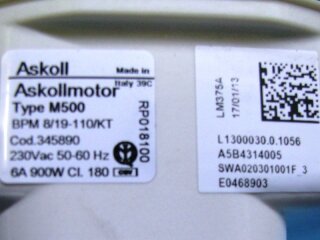 Askoll Made in
Italy 39C
Askollmotor
Type M500
BPM 8/19-110/KT
Cod.345890
230Vac 50-60 Hz
6A 900W Cl. 180
RP018100
LM375A
17/01/13
L1300030.0.1056
A5B4314005
SWA020301001F_3
E0468903